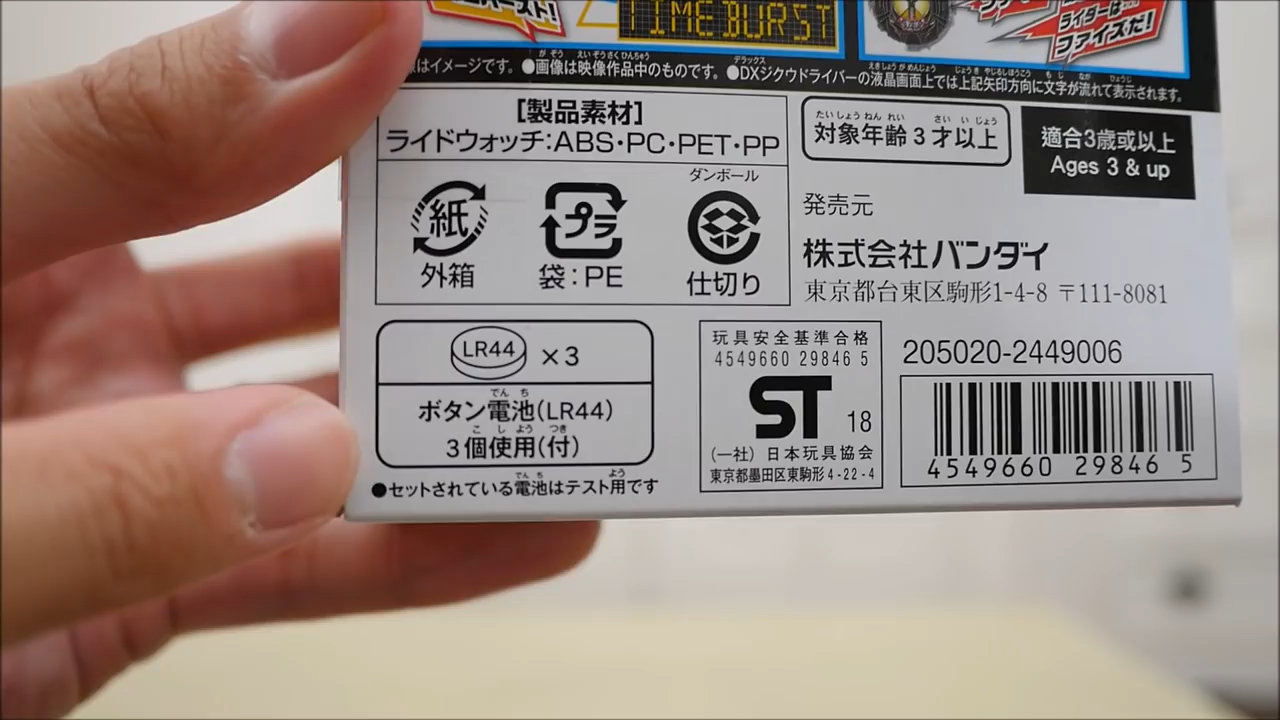 バースト!
TIME BURST
ライダーは…
ファイズだ!
はイメージです。●画像は映像作品中のものです。●DXジクウドライバーの液晶画面上では上記矢印方向に文字が流れて表示されます。
[製品素材]
ライドウォッチ:ABS・PC・PET・PP
紙
外箱
プラ
袋:PE
ダンボール
仕切り
対象年齢3才以上
適合3歳或以上
Ages 3 & up
発売元
株式会社バンダイ
東京都台東区駒形1-4-8 〒111-8081
LR44 ×3
ボタン電池(LR44)
3個使用(付)
●セットされている電池はテスト用です
玩具安全基準合格
4549660 29846 5
ST 18
(一社)日本玩具協会
東京都墨田区東駒形4-22-4
205020-2449006
4549660 29846 5